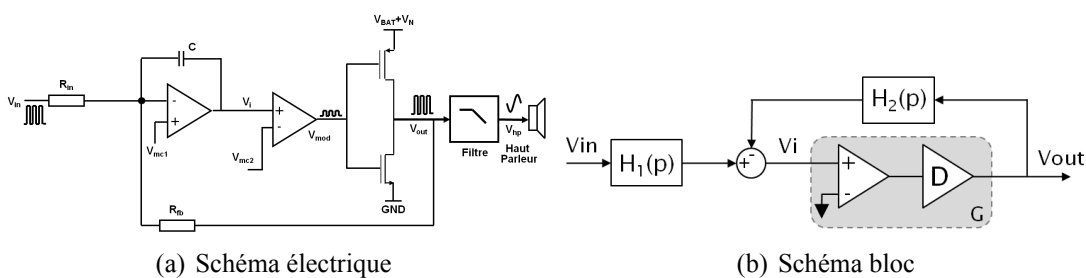 V_BAT+V_N
C
R_in
V_in
-
+
V_i
V_mc1
+
-
V_mc2
V_mod
V_out
Filtre
V_hp
Haut
Parleur
GND
R_fb
(a) Schéma électrique
H_2(p)
Vin
H_1(p)
+
-
Vi
+
-
D
G
Vout
(b) Schéma bloc